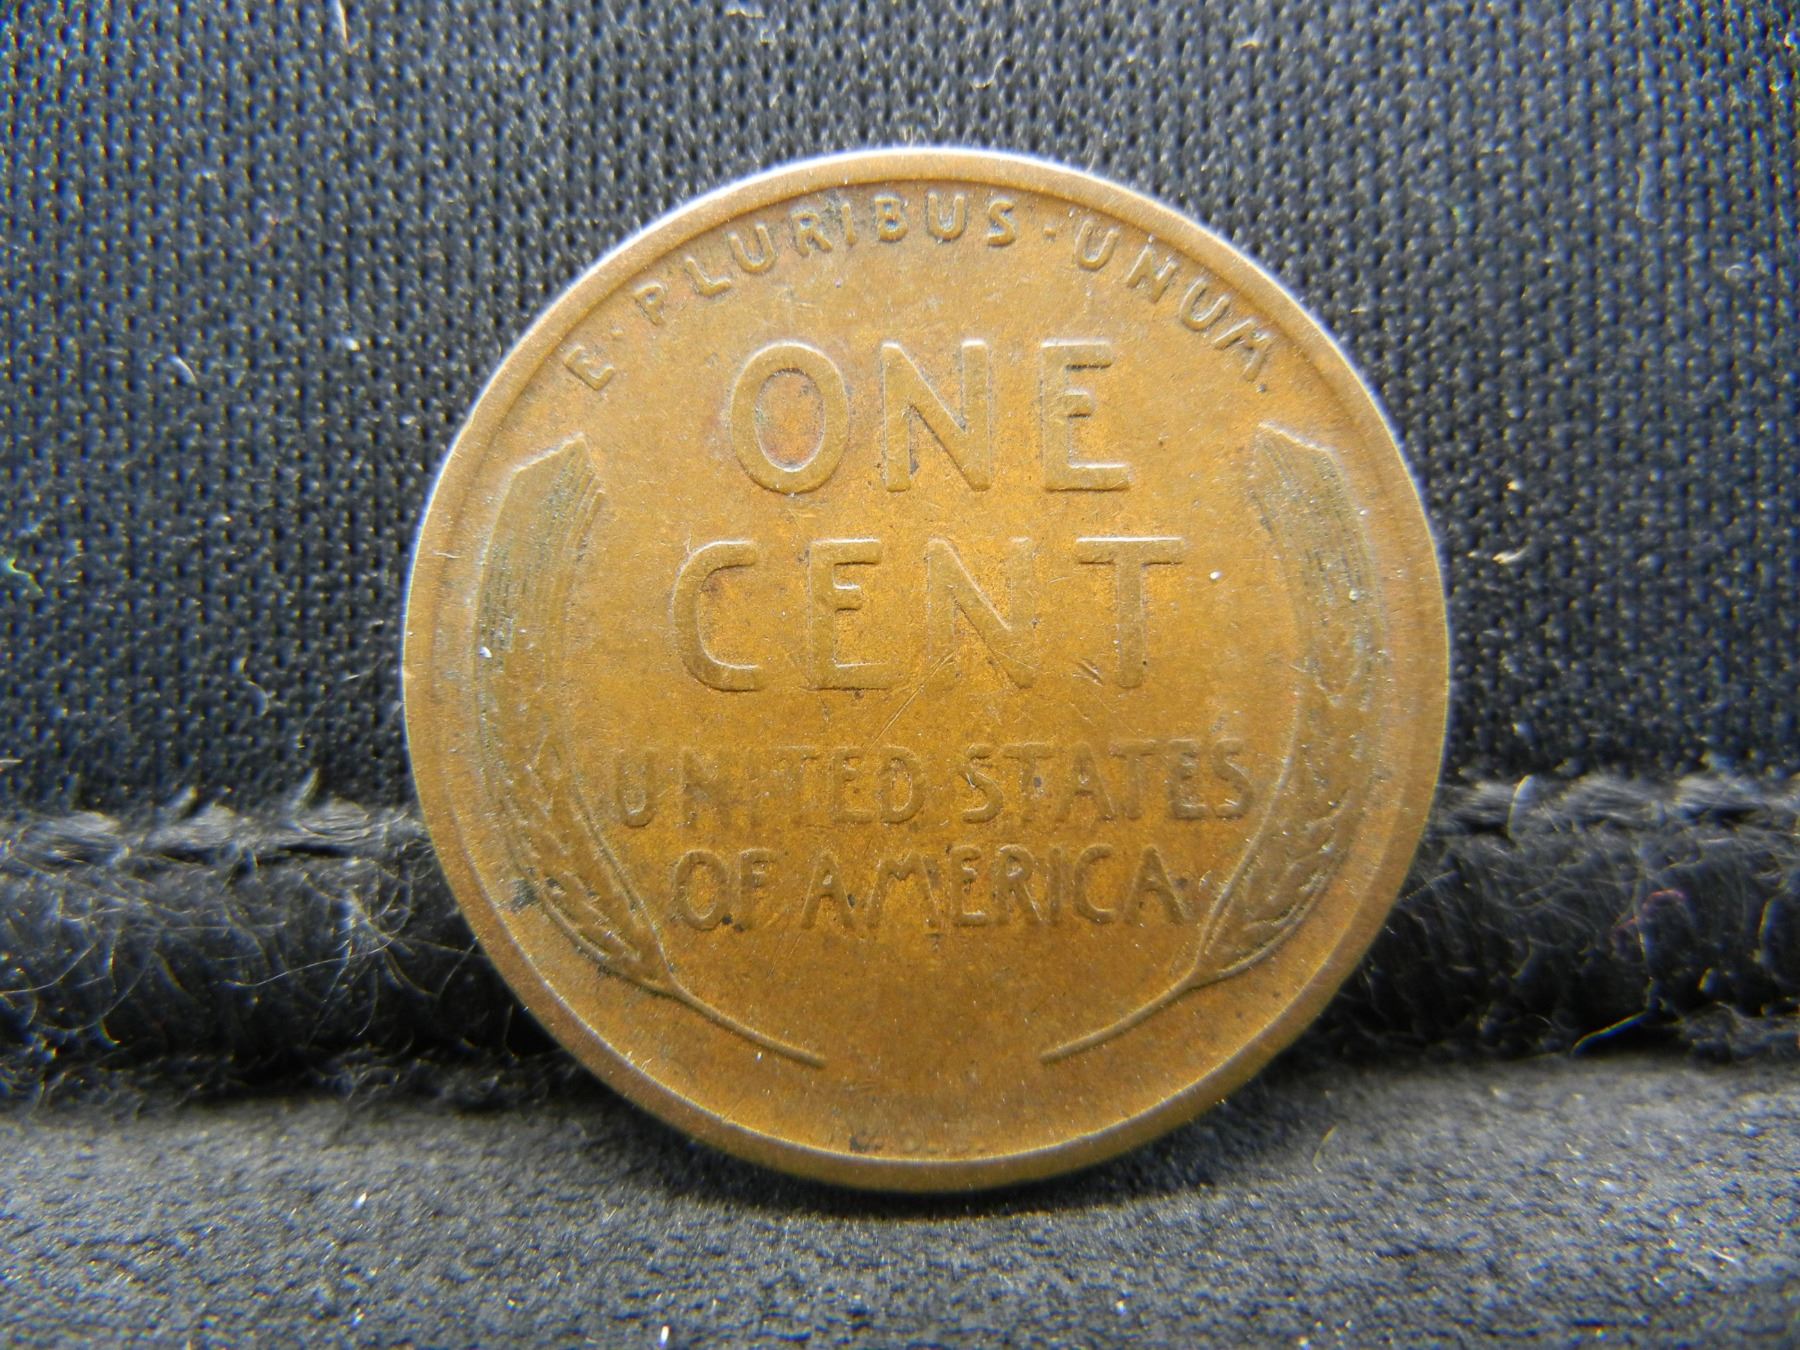 E · PLURIBUS · UNUM
ONE
CENT
UNITED STATES
OF AMERICA
V. D. B.